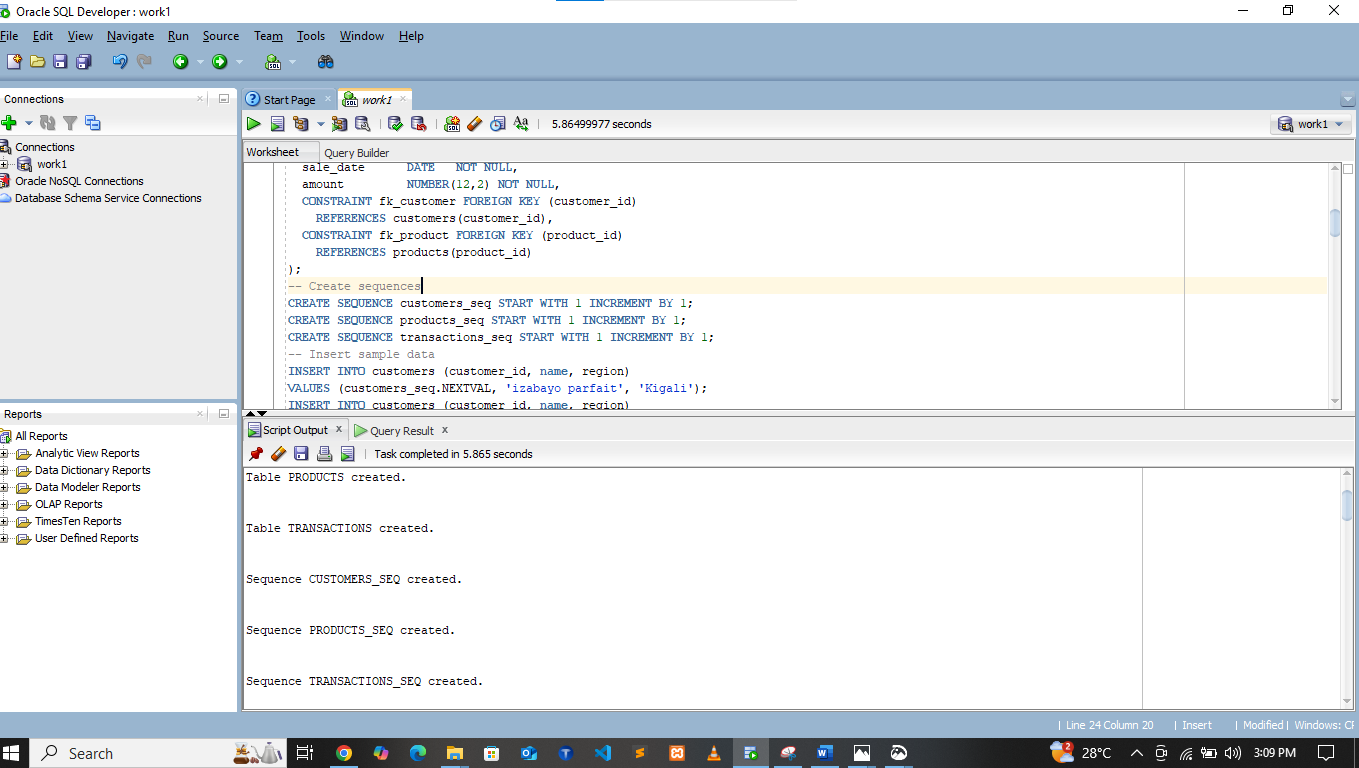 Oracle SQL Developer : work1
File Edit View Navigate Run Source Team Tools Window Help
Connections
Connections
work1
Oracle NoSQL Connections
Database Schema Service Connections
Reports
All Reports
Analytic View Reports
Data Dictionary Reports
Data Modeler Reports
OLAP Reports
TimesTen Reports
User Defined Reports
Start Page work1
5.86499977 seconds
work1
Worksheet Query Builder
sale_date DATE NOT NULL,
amount NUMBER(12,2) NOT NULL,
CONSTRAINT fk_customer FOREIGN KEY (customer_id)
REFERENCES customers(customer_id),
CONSTRAINT fk_product FOREIGN KEY (product_id)
REFERENCES products(product_id)
);
-- Create sequences
CREATE SEQUENCE customers_seq START WITH 1 INCREMENT BY 1;
CREATE SEQUENCE products_seq START WITH 1 INCREMENT BY 1;
CREATE SEQUENCE transactions_seq START WITH 1 INCREMENT BY 1;
-- Insert sample data
INSERT INTO customers (customer_id, name, region)
VALUES (customers_seq.NEXTVAL, 'izabayo parfait', 'Kigali');
INSERT INTO customers (customer_id, name, region)
Script Output Query Result
Task completed in 5.865 seconds
Table PRODUCTS created.
Table TRANSACTIONS created.
Sequence CUSTOMERS_SEQ created.
Sequence PRODUCTS_SEQ created.
Sequence TRANSACTIONS_SEQ created.
Line 24 Column 20 | Insert | Modified | Windows: CF
Search 2 28°C 3:09 PM